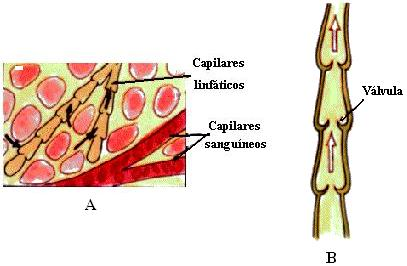 Capilares
linfáticos
Capilares
sanguíneos
A
Válvula
B